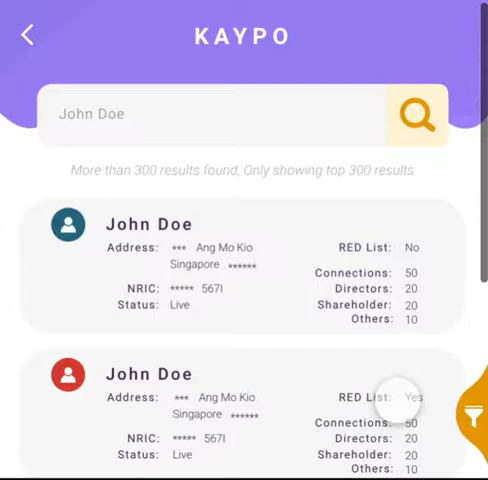 KAYPO
John Doe
More than 300 results found, Only showing top 300 results
John Doe
Address: *** Ang Mo Kio
Singapore ******
NRIC: ***** 567I
Status: Live
RED List: No
Connections: 50
Directors: 20
Shareholder: 20
Others: 10
John Doe
Address: *** Ang Mo Kio
Singapore ******
NRIC: ***** 567I
Status: Live
RED List: Yes
Connections: 50
Directors: 20
Shareholder: 20
Others: 10